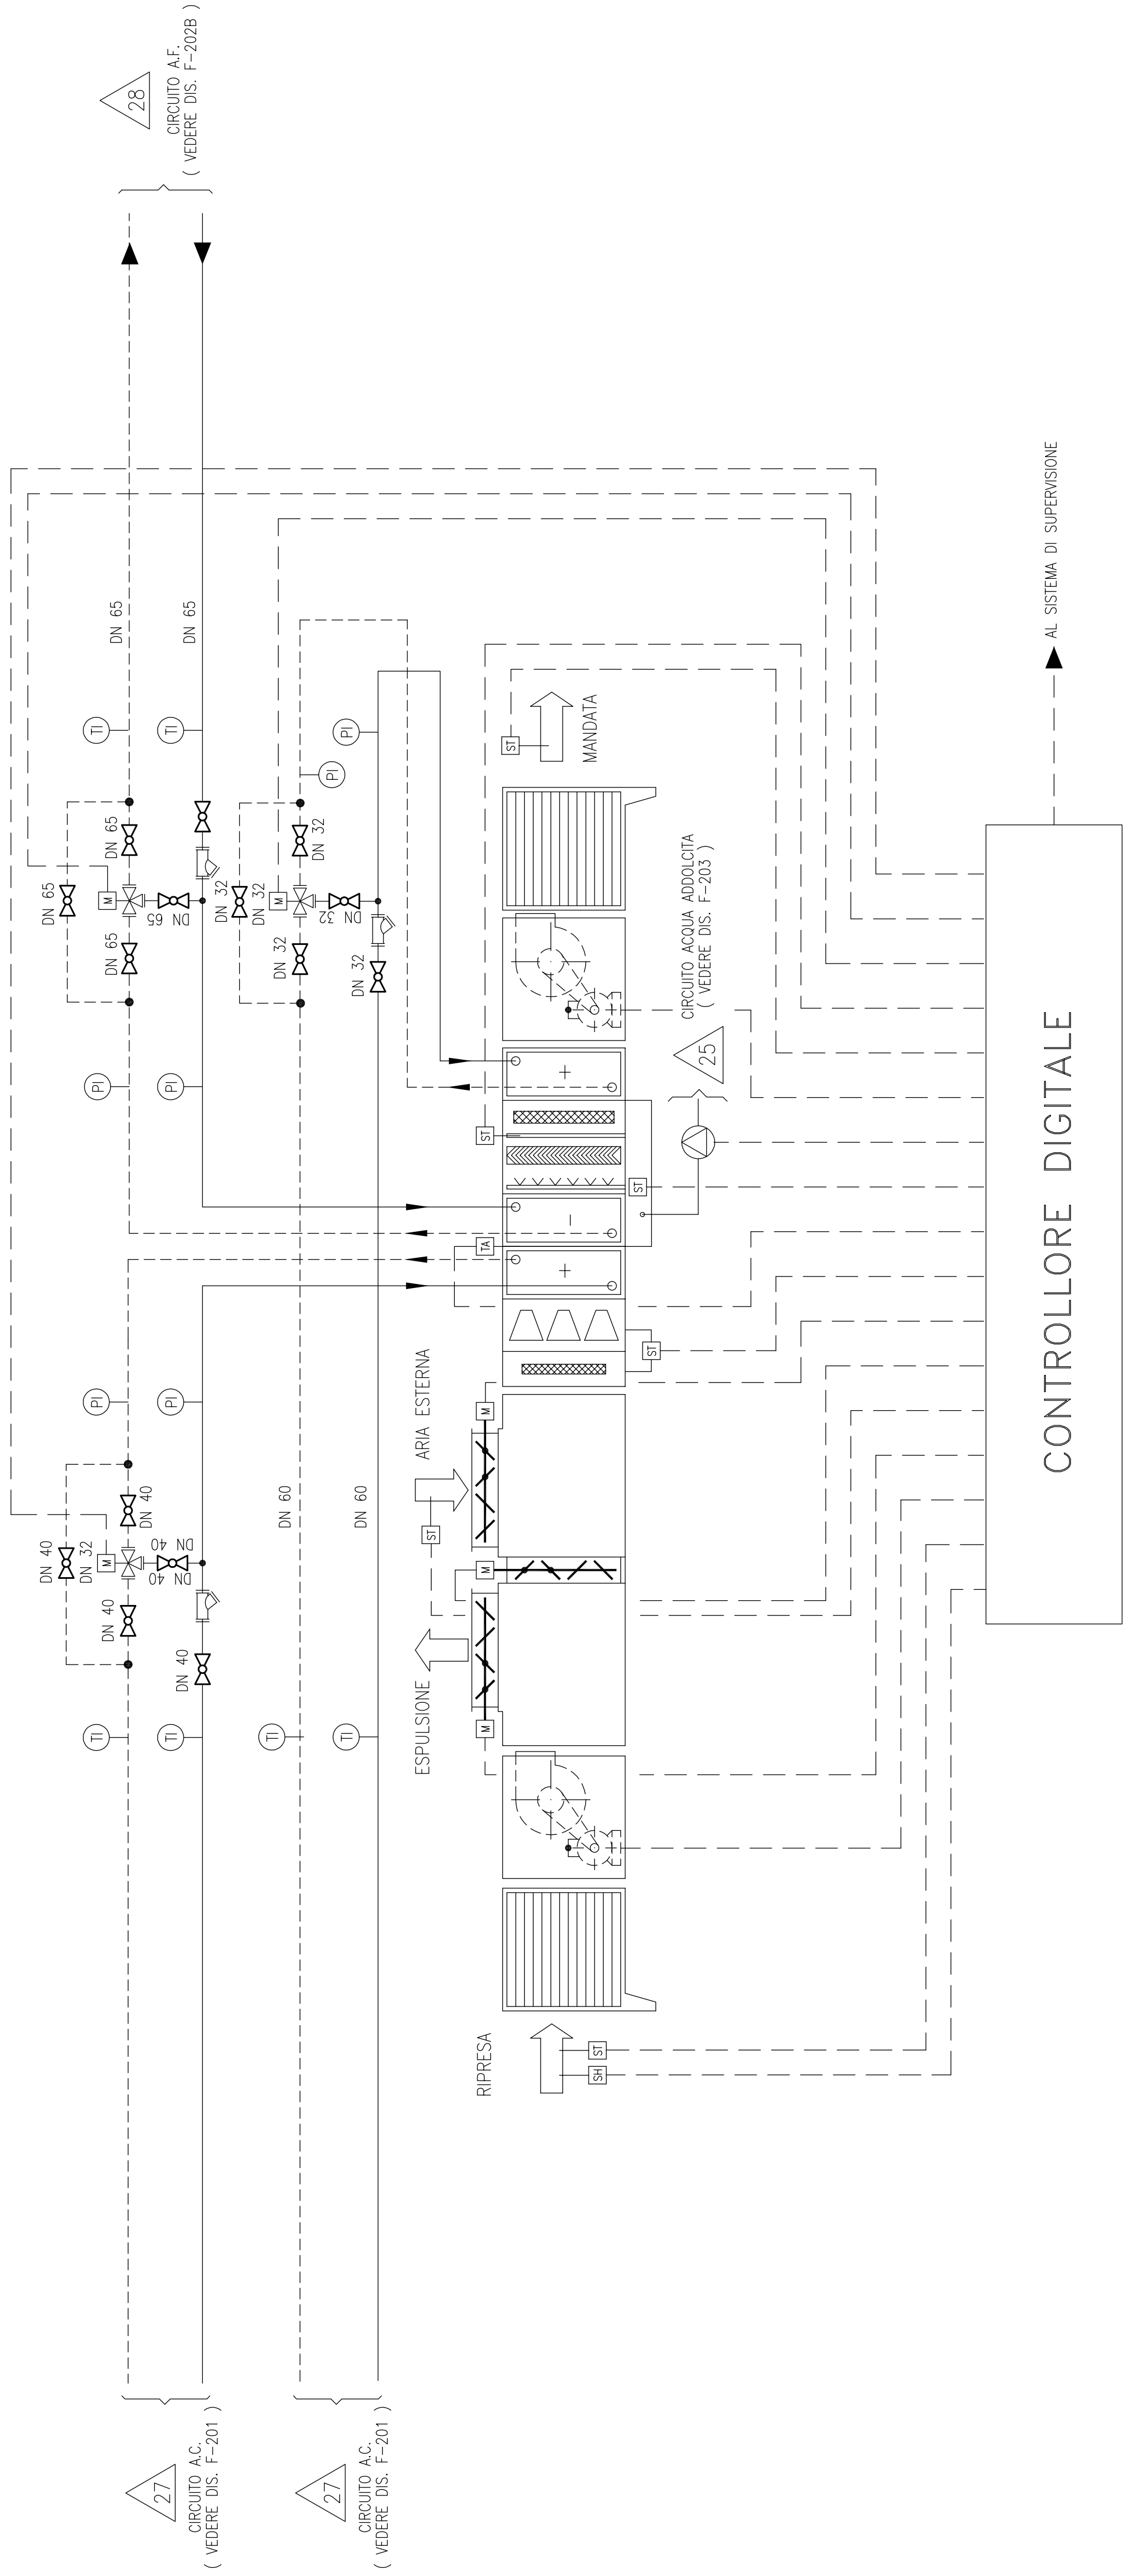 27
CIRCUITO A.C.
( VEDERE DIS. F-201 )
TI
TI
DN 40
DN 40
DN 40
DN 32
M
DN 40
DN 40
DN 40
PI
PI
PI
PI
DN 65
DN 65
DN 65
M
DN 65
TI
TI
DN 65
DN 65
28
CIRCUITO A.F.
( VEDERE DIS. F-202B )
27
CIRCUITO A.C.
( VEDERE DIS. F-201 )
TI
TI
DN 60
DN 60
DN 32
DN 32
DN 32
DN 32
M
DN 32
DN 32
PI
PI
ESPULSIONE
ARIA ESTERNA
M
ST
M
M
TA
ST
ST
RIPRESA
MANDATA
SH
ST
ST
ST
25
CIRCUITO ACQUA ADDOLCITA
( VEDERE DIS. F-203 )
CONTROLLORE DIGITALE
AL SISTEMA DI SUPERVISIONE